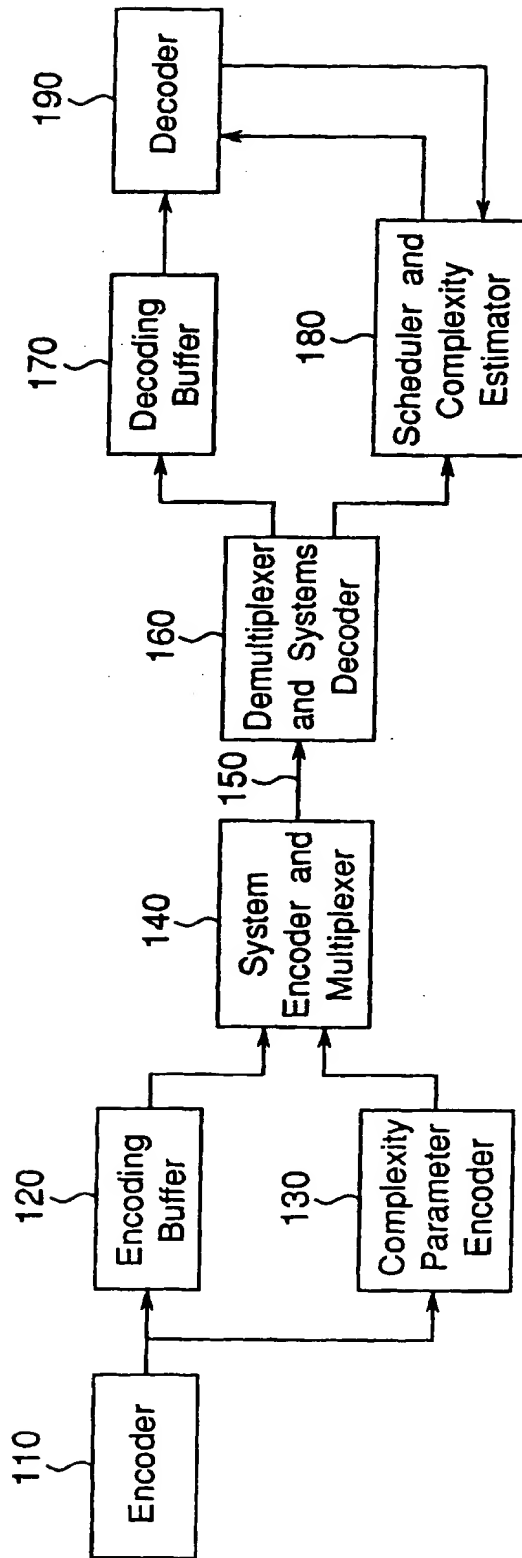 110
Encoder
120
Encoding
Buffer
130
Complexity
Parameter
Encoder
140
System
Encoder and
Multiplexer
150
160
Demultiplexer
and Systems
Decoder
170
Decoding
Buffer
180
Scheduler and
Complexity
Estimator
190
Decoder